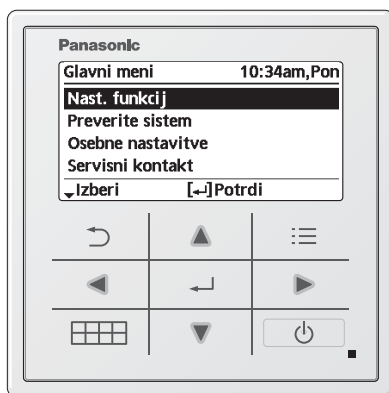 Panasonic
Glavni meni 10:34am,Pon
Nast. funkcij
Preverite sistem
Osebne nastavitve
Servisni kontakt
Izberi [↵]Potrdi